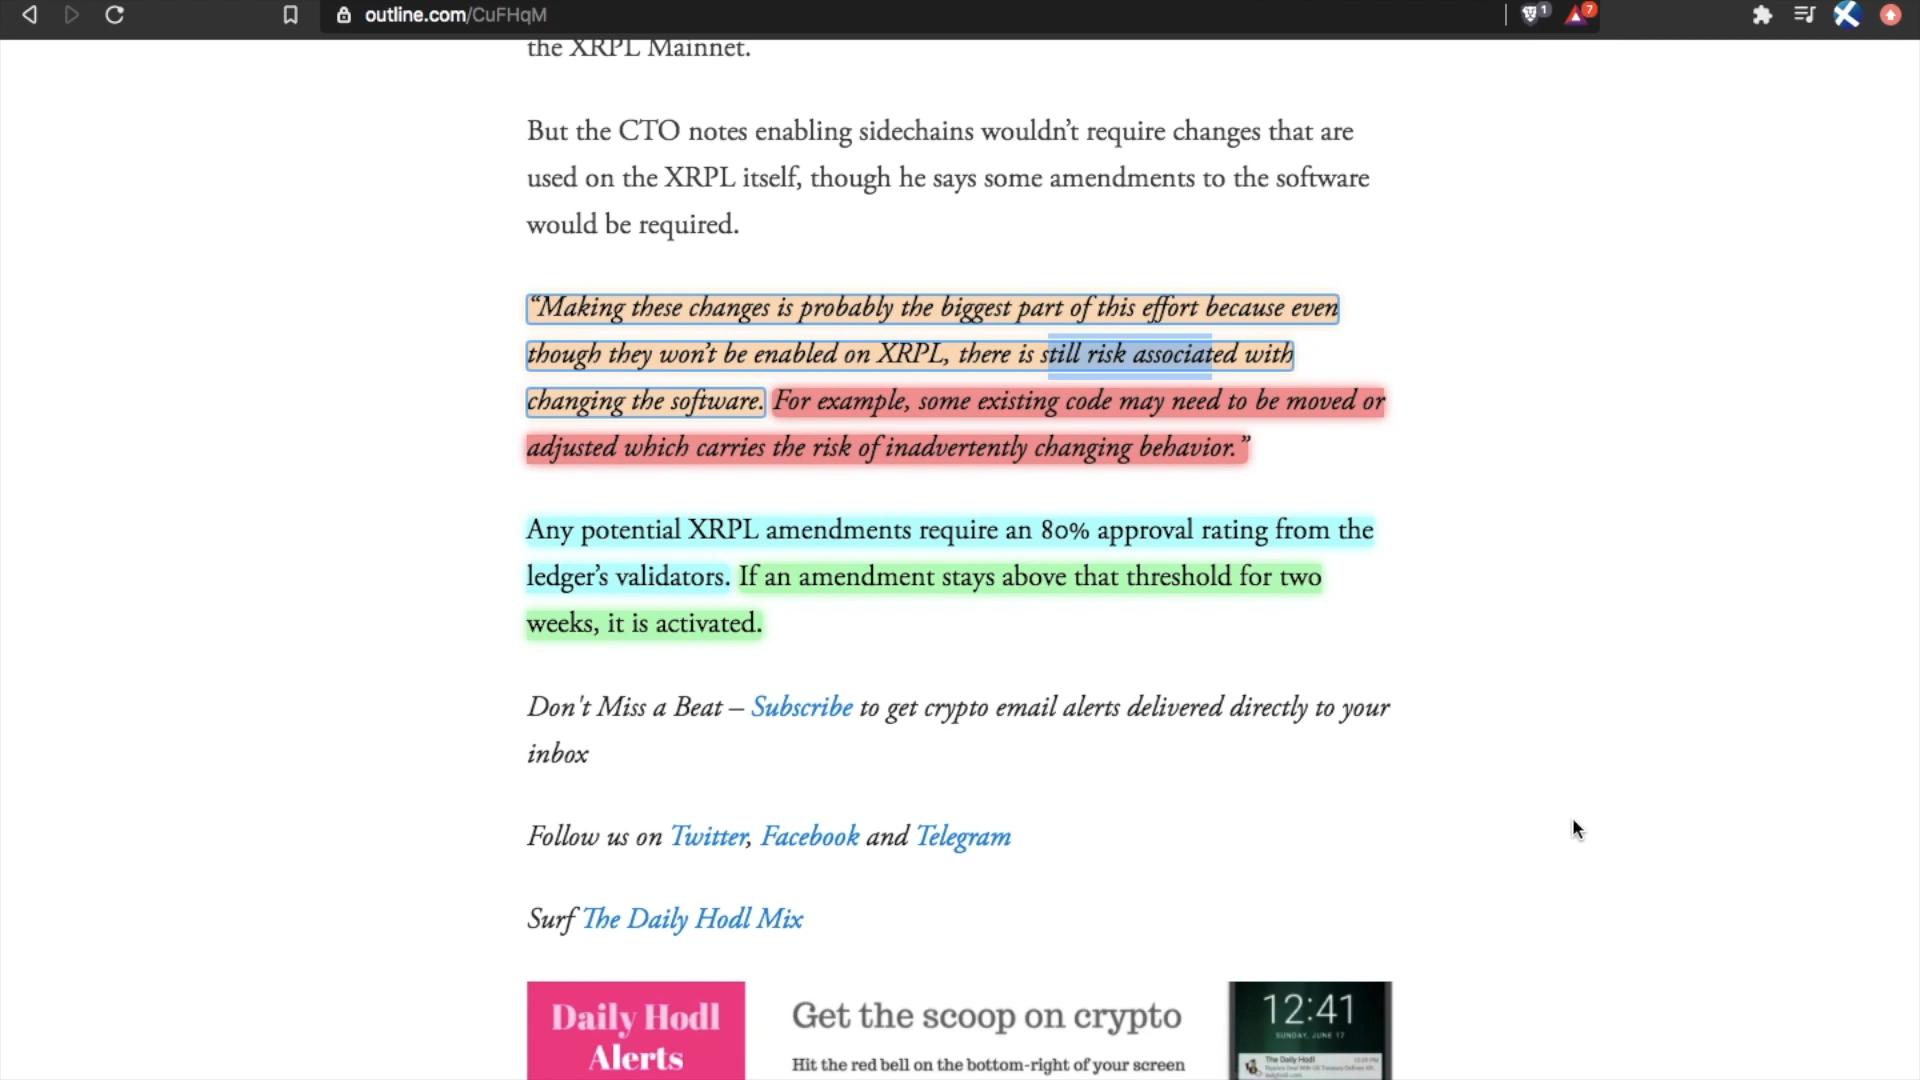 outline.com/CuFHqM
1
7
the XRPL Mainnet.
But the CTO notes enabling sidechains wouldn’t require changes that are
used on the XRPL itself, though he says some amendments to the software
would be required.
“Making these changes is probably the biggest part of this effort because even
though they won’t be enabled on XRPL, there is still risk associated with
changing the software. For example, some existing code may need to be moved or
adjusted which carries the risk of inadvertently changing behavior.”
Any potential XRPL amendments require an 80% approval rating from the
ledger’s validators. If an amendment stays above that threshold for two
weeks, it is activated.
Don't Miss a Beat – Subscribe to get crypto email alerts delivered directly to your
inbox
Follow us on Twitter, Facebook and Telegram
Surf The Daily Hodl Mix
Daily Hodl
Alerts
Get the scoop on crypto
Hit the red bell on the bottom-right of your screen
12:41
SUNDAY, JUNE 17
The Daily Hodl